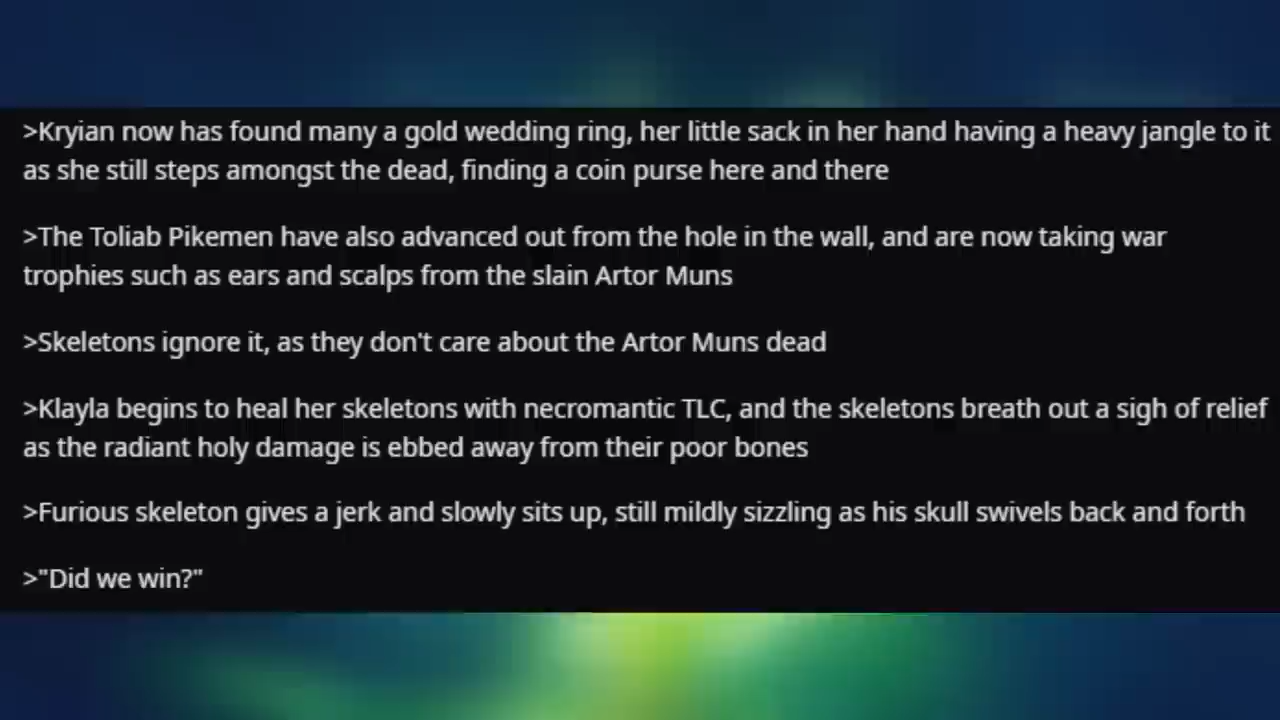 >Kryian now has found many a gold wedding ring, her little sack in her hand having a heavy jangle to it
as she still steps amongst the dead, finding a coin purse here and there
>The Toliab Pikemen have also advanced out from the hole in the wall, and are now taking war
trophies such as ears and scalps from the slain Artor Muns
>Skeletons ignore it, as they don't care about the Artor Muns dead
>Klayla begins to heal her skeletons with necromantic TLC, and the skeletons breath out a sigh of relief
as the radiant holy damage is ebbed away from their poor bones
>Furious skeleton gives a jerk and slowly sits up, still mildly sizzling as his skull swivels back and forth
>"Did we win?"